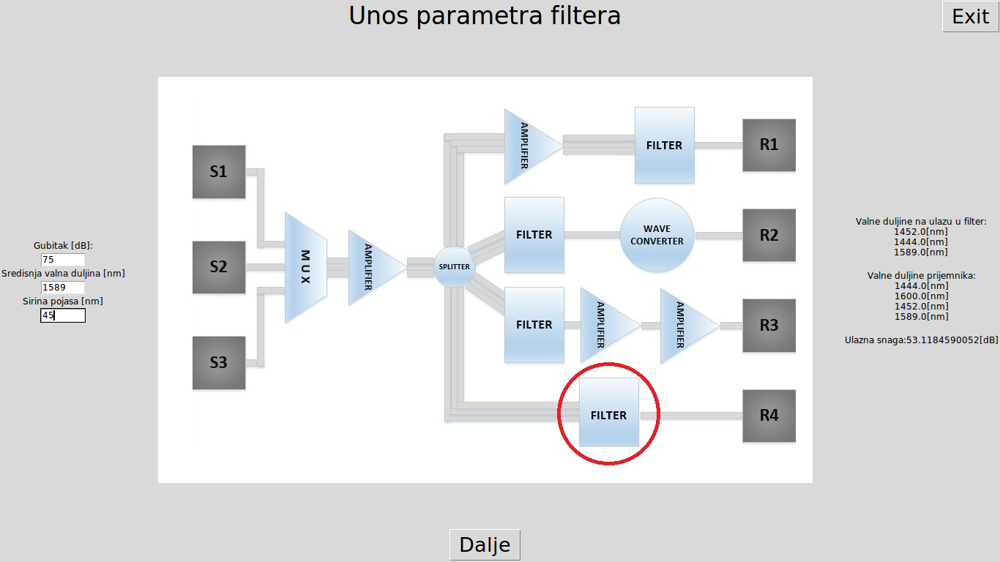 Unos parametra filtera
Exit
Gubitak [dB]:
75
Sredisnja valna duljina [nm]
1589
Sirina pojasa [nm]
45
S1
S2
S3
MUX
AMPLIFIER
SPLITTER
AMPLIFIER
FILTER
R1
FILTER
WAVE
CONVERTER
R2
FILTER
AMPLIFIER
AMPLIFIER
R3
FILTER
R4
Valne duljine na ulazu u filter:
1452.0[nm]
1444.0[nm]
1589.0[nm]
Valne duljine prijemnika:
1444.0[nm]
1600.0[nm]
1452.0[nm]
1589.0[nm]
Ulazna snaga:53.1184590052[dB]
Dalje